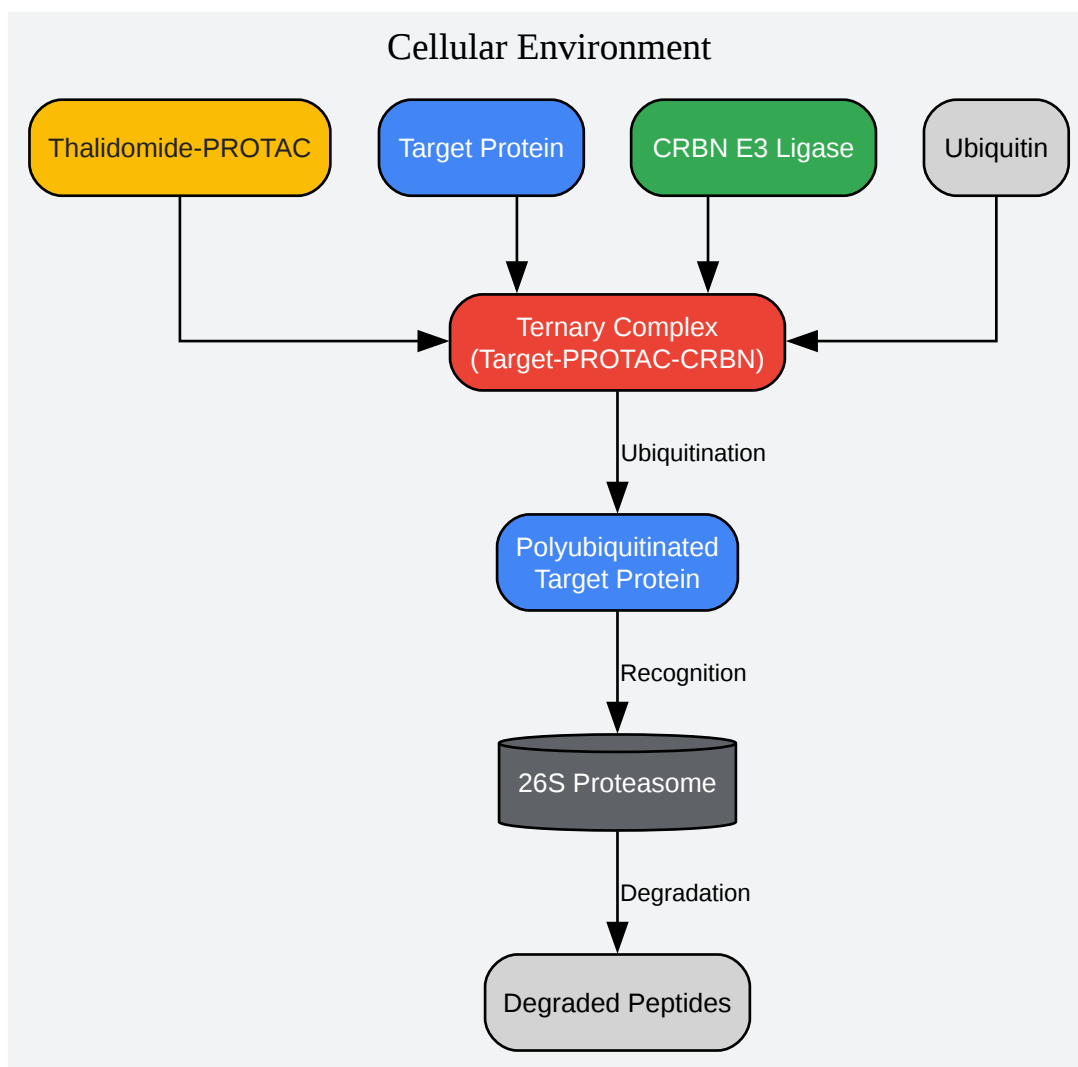 Cellular Environment
Thalidomide-PROTAC
Target Protein
CRBN E3 Ligase
Ubiquitin
Ternary Complex
(Target-PROTAC-CRBN)
Ubiquitination
Polyubiquitinated
Target Protein
Recognition
26S Proteasome
Degradation
Degraded Peptides